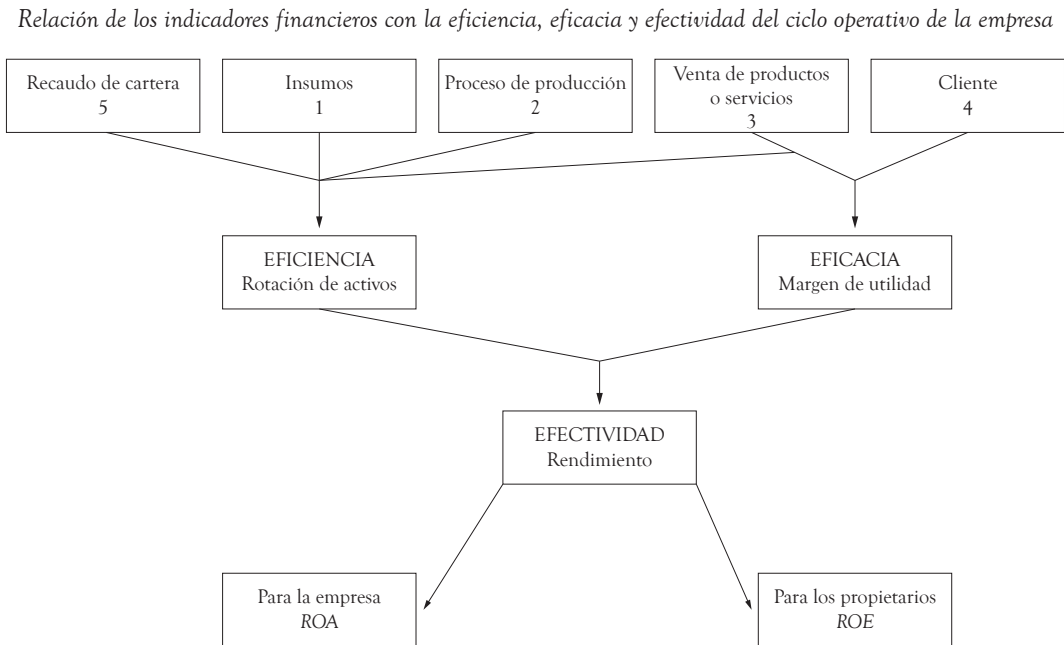 Relación de los indicadores financieros con la eficiencia, eficacia y efectividad del ciclo operativo de la empresa
Recaudo de cartera
5
Insumos
1
Proceso de producción
2
Venta de productos
o servicios
3
Cliente
4
EFICIENCIA
Rotación de activos
EFICACIA
Margen de utilidad
EFECTIVIDAD
Rendimiento
Para la empresa
ROA
Para los propietarios
ROE